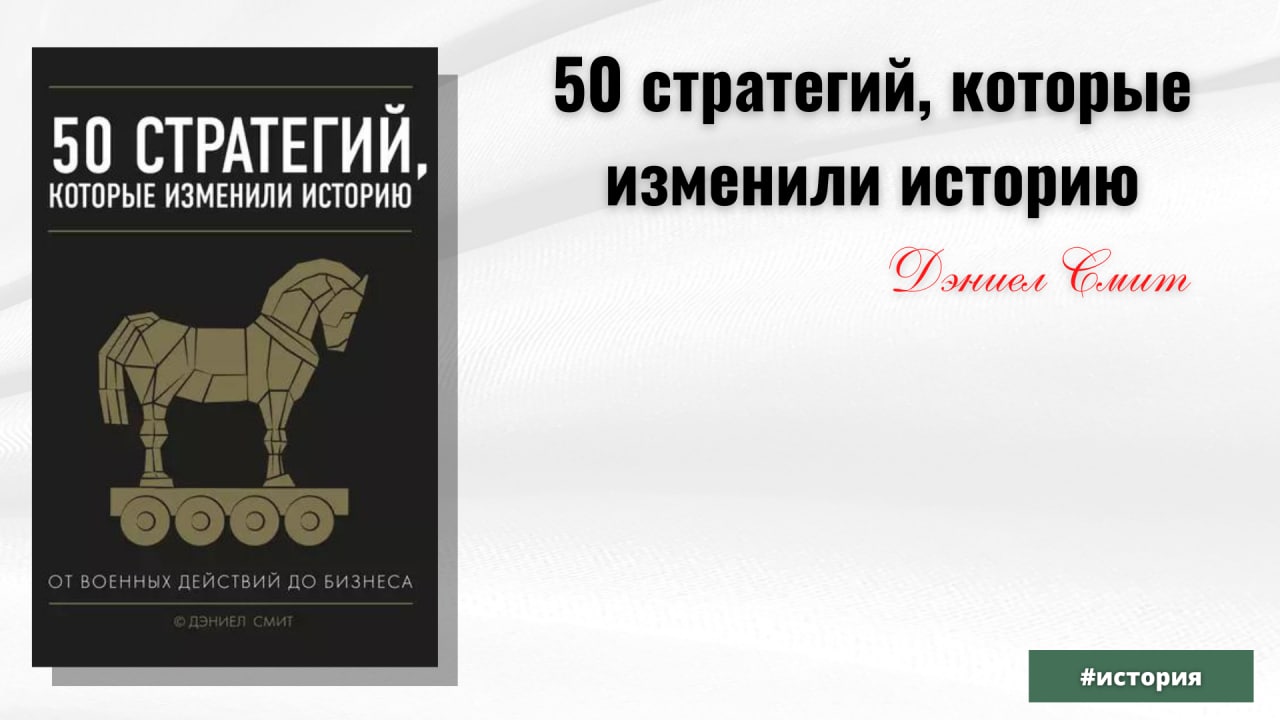 50 СТРАТЕГИЙ,
КОТОРЫЕ ИЗМЕНИЛИ ИСТОРИЮ
ОТ ВОЕННЫХ ДЕЙСТВИЙ ДО БИЗНЕСА
© ДЭНИЕЛ СМИТ
50 стратегий, которые
изменили историю
Дэниел Смит
#история